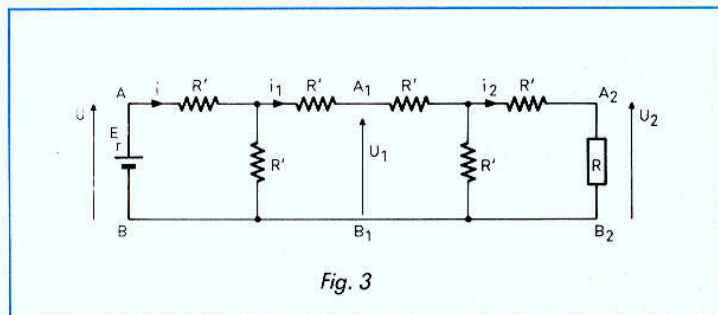 A i R' i₁ R' A₁ R' i₂ R' A₂
U E r R' U₁ R' R U₂
B B₁ B₂
Fig. 3